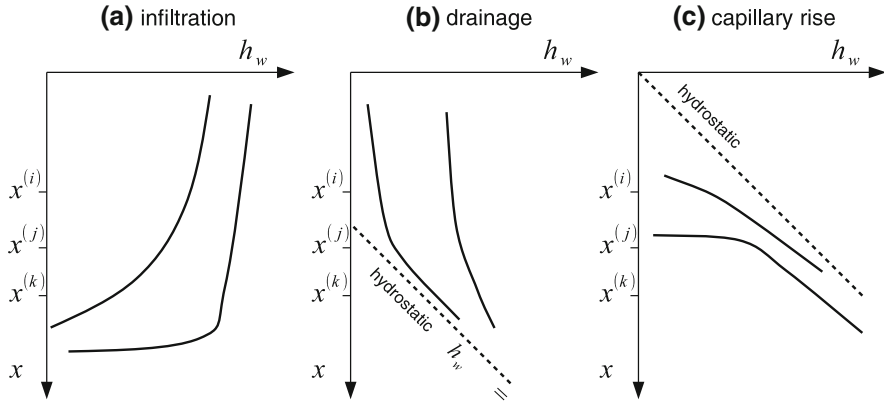 (a) infiltration
h_w
x^(i)
x^(j)
x^(k)
x
(b) drainage
h_w
x^(i)
x^(j)
x^(k)
x
hydrostatic
h_w
=
(c) capillary rise
h_w
hydrostatic
x^(i)
x^(j)
x^(k)
x